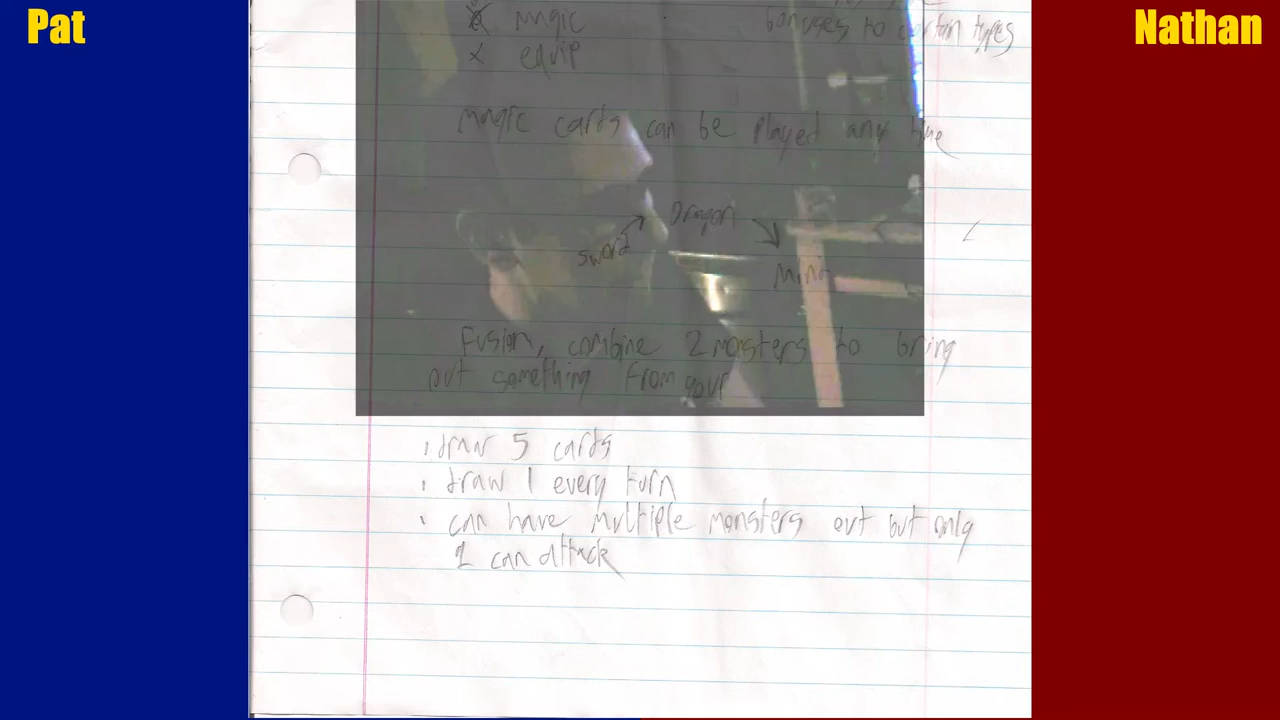 Pat
Nathan
magic
bonuses to certain types
equip
magic cards can be played any time
Dragon
sword
Fusion, combine 2 monsters to bring
out something from your
draw 5 cards
draw 1 every turn
can have multiple monsters out but only
1 can attack